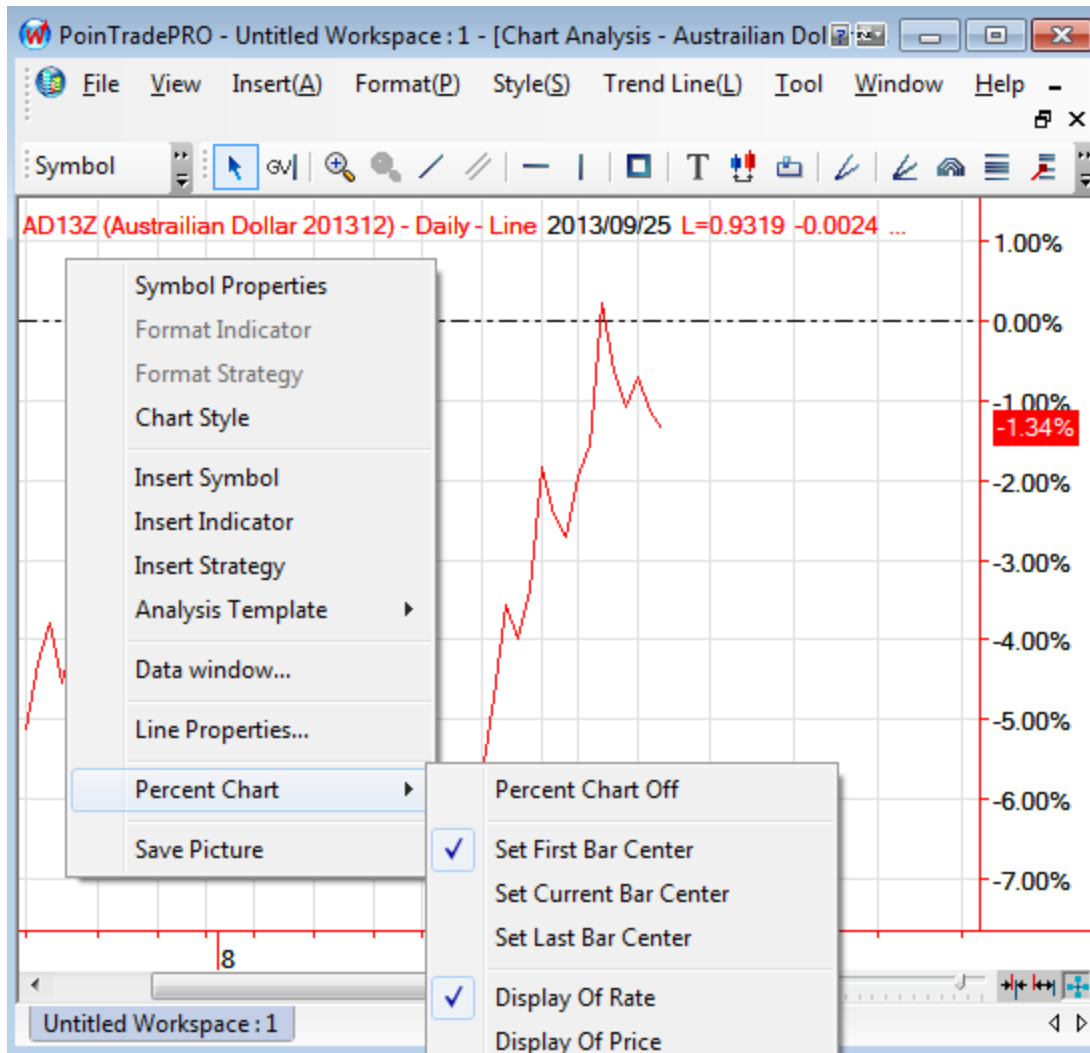 PoinTradePRO - Untitled Workspace : 1 - [Chart Analysis - Austrailian Dol
File View Insert(A) Format(P) Style(S) Trend Line(L) Tool Window Help
Symbol T
AD13Z (Austrailian Dollar 201312) - Daily - Line 2013/09/25 L=0.9319 -0.0024 ...
1.00%
0.00%
-1.00%
-1.34%
-2.00%
-3.00%
-4.00%
-5.00%
-6.00%
-7.00%
Symbol Properties
Format Indicator
Format Strategy
Chart Style
Insert Symbol
Insert Indicator
Insert Strategy
Analysis Template
Data window...
Line Properties...
Percent Chart
Save Picture
Percent Chart Off
Set First Bar Center
Set Current Bar Center
Set Last Bar Center
Display Of Rate
Display Of Price
8
Untitled Workspace : 1